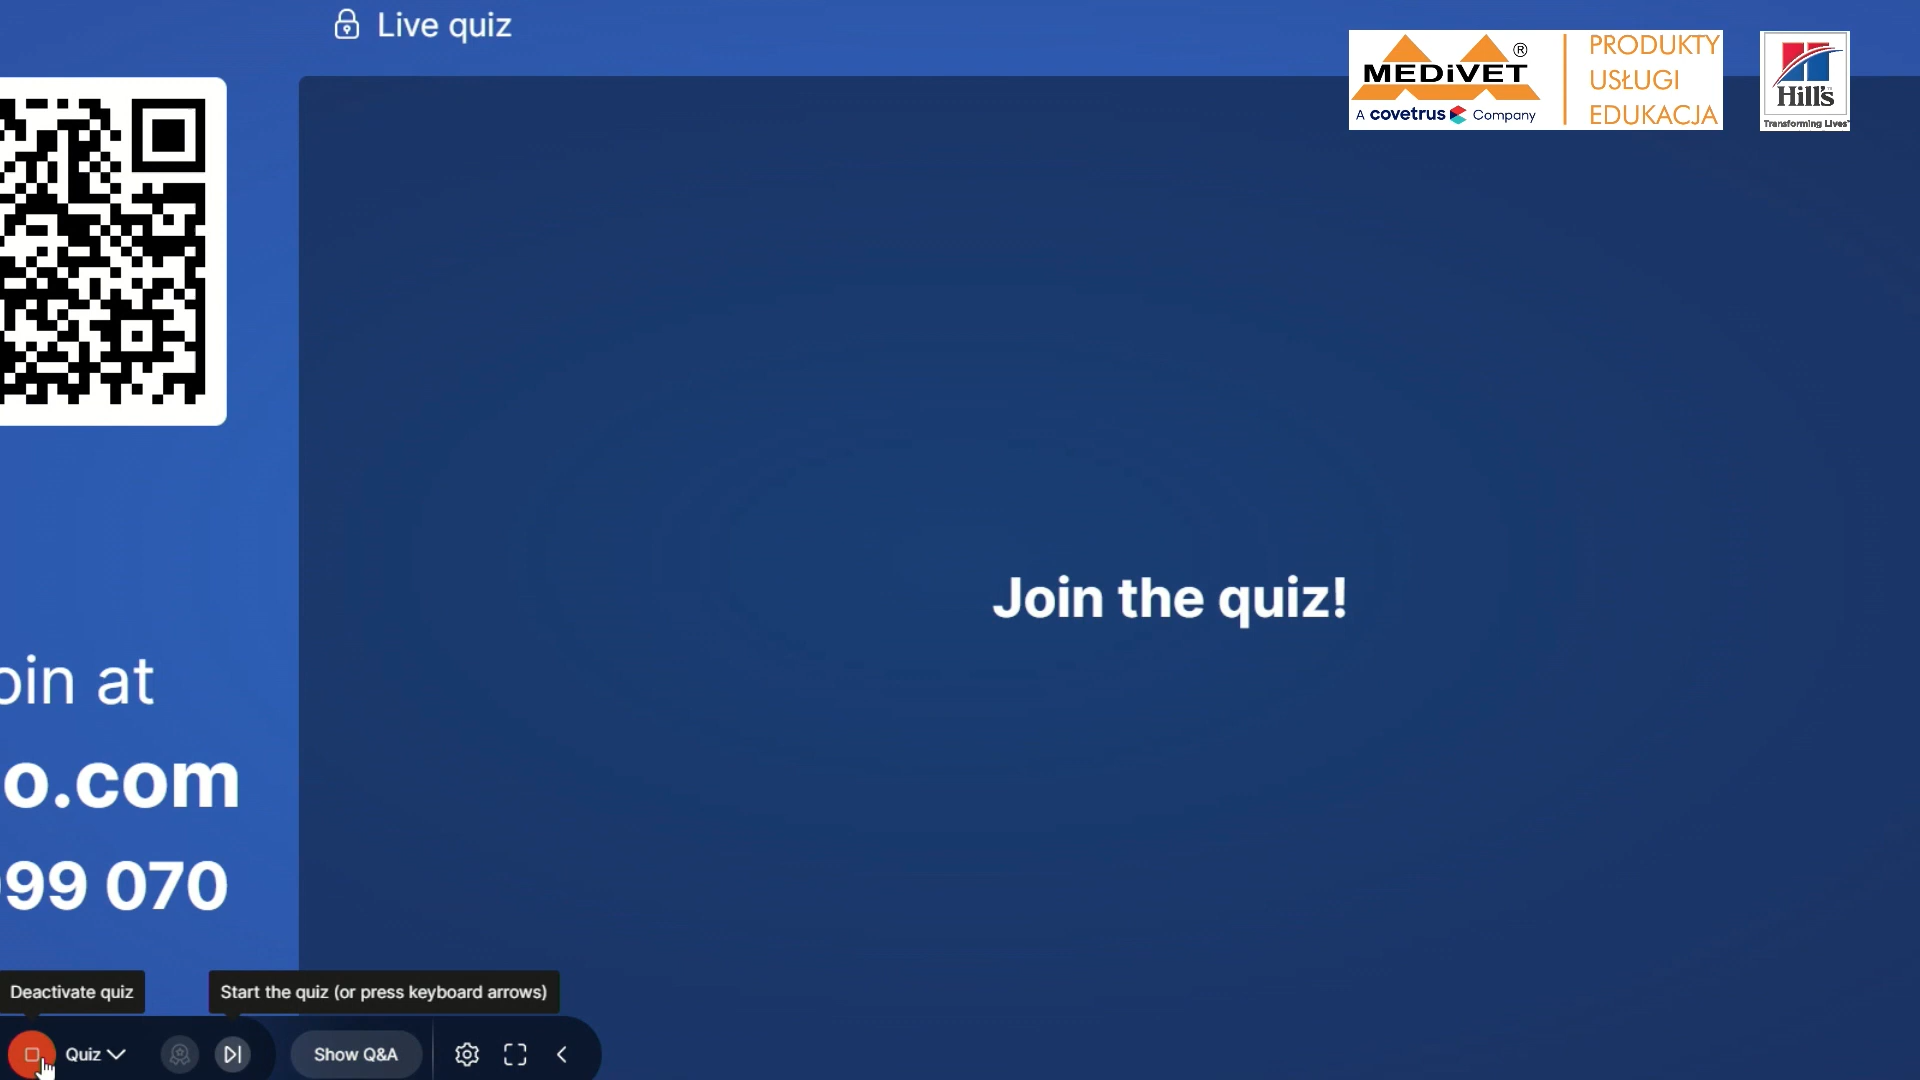 Live quiz
MEDiVET®
A covetrus Company
PRODUKTY
USŁUGI
EDUKACJA
Hill's
Transforming Lives
oin at
o.com
99 070
Join the quiz!
Deactivate quiz
Start the quiz (or press keyboard arrows)
Quiz
Show Q&A